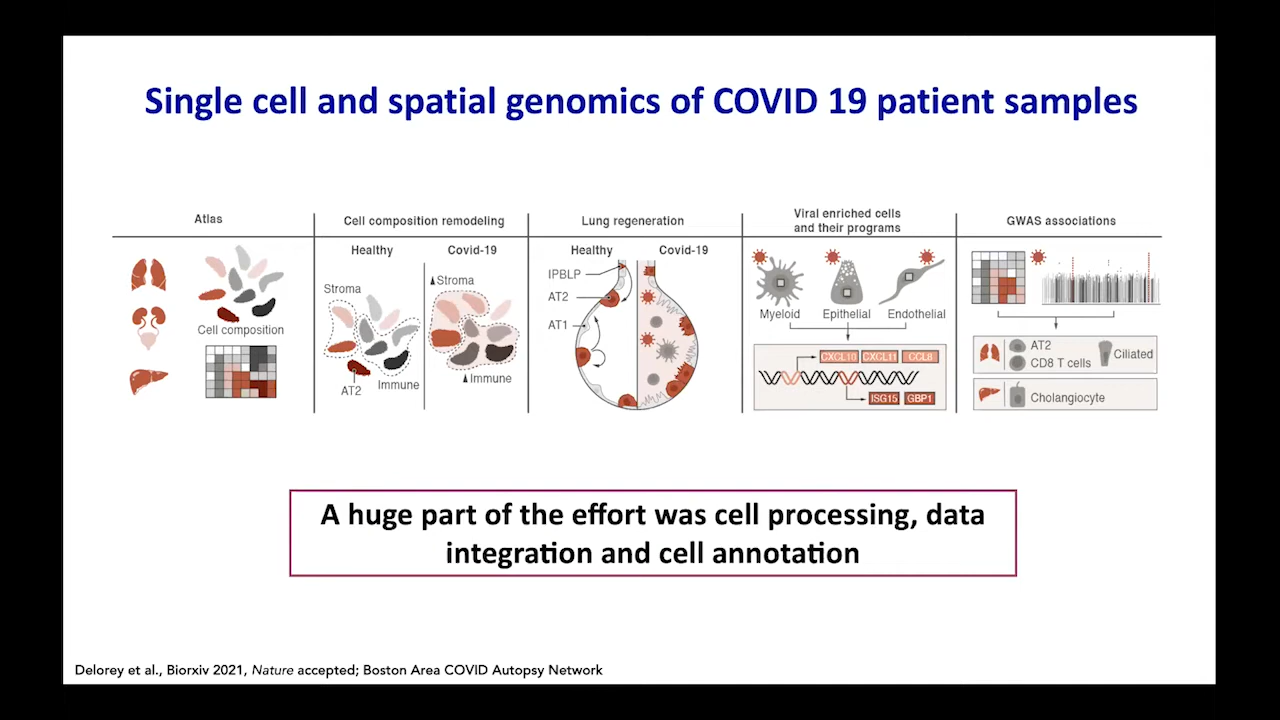 Single cell and spatial genomics of COVID 19 patient samples
Atlas
Cell composition
Cell composition remodeling
Healthy
Covid-19
Stroma
AT2
Immune
Stroma
Immune
Lung regeneration
Healthy
Covid-19
IPBLP
AT2
AT1
Viral enriched cells
and their programs
Myeloid
Epithelial
Endothelial
CXCL10
CXCL11
CCL8
ISG15
GBP1
GWAS associations
AT2
CD8 T cells
Ciliated
Cholangiocyte
A huge part of the effort was cell processing, data
integration and cell annotation
Delorey et al., Biorxiv 2021, Nature accepted; Boston Area COVID Autopsy Network